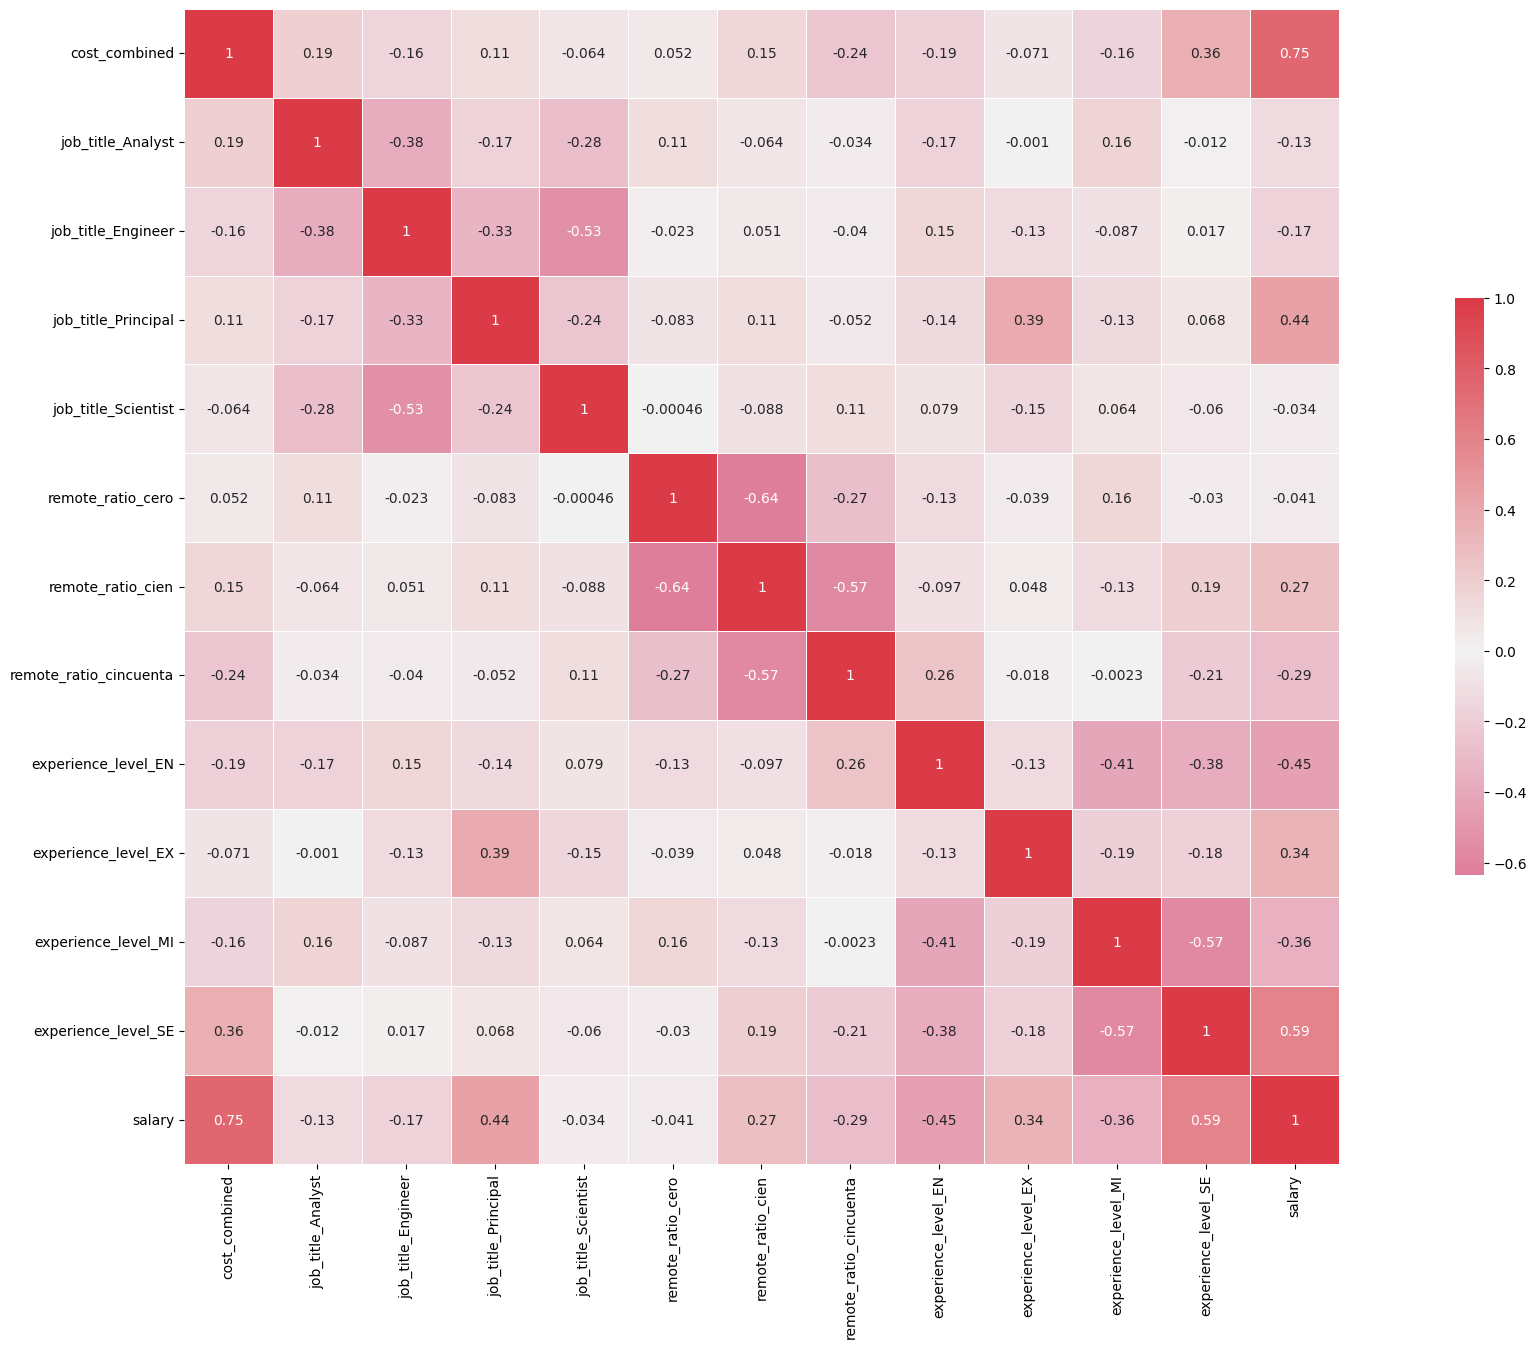 cost_combined 1 0.19 -0.16 0.11 -0.064 0.052 0.15 -0.24 -0.19 -0.071 -0.16 0.36 0.75
job_title_Analyst 0.19 1 -0.38 -0.17 -0.28 0.11 -0.064 -0.034 -0.17 -0.001 0.16 -0.012 -0.13
job_title_Engineer -0.16 -0.38 1 -0.33 -0.53 -0.023 0.051 -0.04 0.15 -0.13 -0.087 0.017 -0.17
job_title_Principal 0.11 -0.17 -0.33 1 -0.24 -0.083 0.11 -0.052 -0.14 0.39 -0.13 0.068 0.44
job_title_Scientist -0.064 -0.28 -0.53 -0.24 1 -0.00046 -0.088 0.11 0.079 -0.15 0.064 -0.06 -0.034
remote_ratio_cero 0.052 0.11 -0.023 -0.083 -0.00046 1 -0.64 -0.27 -0.13 -0.039 0.16 -0.03 -0.041
remote_ratio_cien 0.15 -0.064 0.051 0.11 -0.088 -0.64 1 -0.57 -0.097 0.048 -0.13 0.19 0.27
remote_ratio_cincuenta -0.24 -0.034 -0.04 -0.052 0.11 -0.27 -0.57 1 0.26 -0.018 -0.0023 -0.21 -0.29
experience_level_EN -0.19 -0.17 0.15 -0.14 0.079 -0.13 -0.097 0.26 1 -0.13 -0.41 -0.38 -0.45
experience_level_EX -0.071 -0.001 -0.13 0.39 -0.15 -0.039 0.048 -0.018 -0.13 1 -0.19 -0.18 0.34
experience_level_MI -0.16 0.16 -0.087 -0.13 0.064 0.16 -0.13 -0.0023 -0.41 -0.19 1 -0.57 -0.36
experience_level_SE 0.36 -0.012 0.017 0.068 -0.06 -0.03 0.19 -0.21 -0.38 -0.18 -0.57 1 0.59
salary 0.75 -0.13 -0.17 0.44 -0.034 -0.041 0.27 -0.29 -0.45 0.34 -0.36 0.59 1
cost_combined
job_title_Analyst
job_title_Engineer
job_title_Principal
job_title_Scientist
remote_ratio_cero
remote_ratio_cien
remote_ratio_cincuenta
experience_level_EN
experience_level_EX
experience_level_MI
experience_level_SE
salary
1.0
0.8
0.6
0.4
0.2
0.0
−0.2
−0.4
−0.6